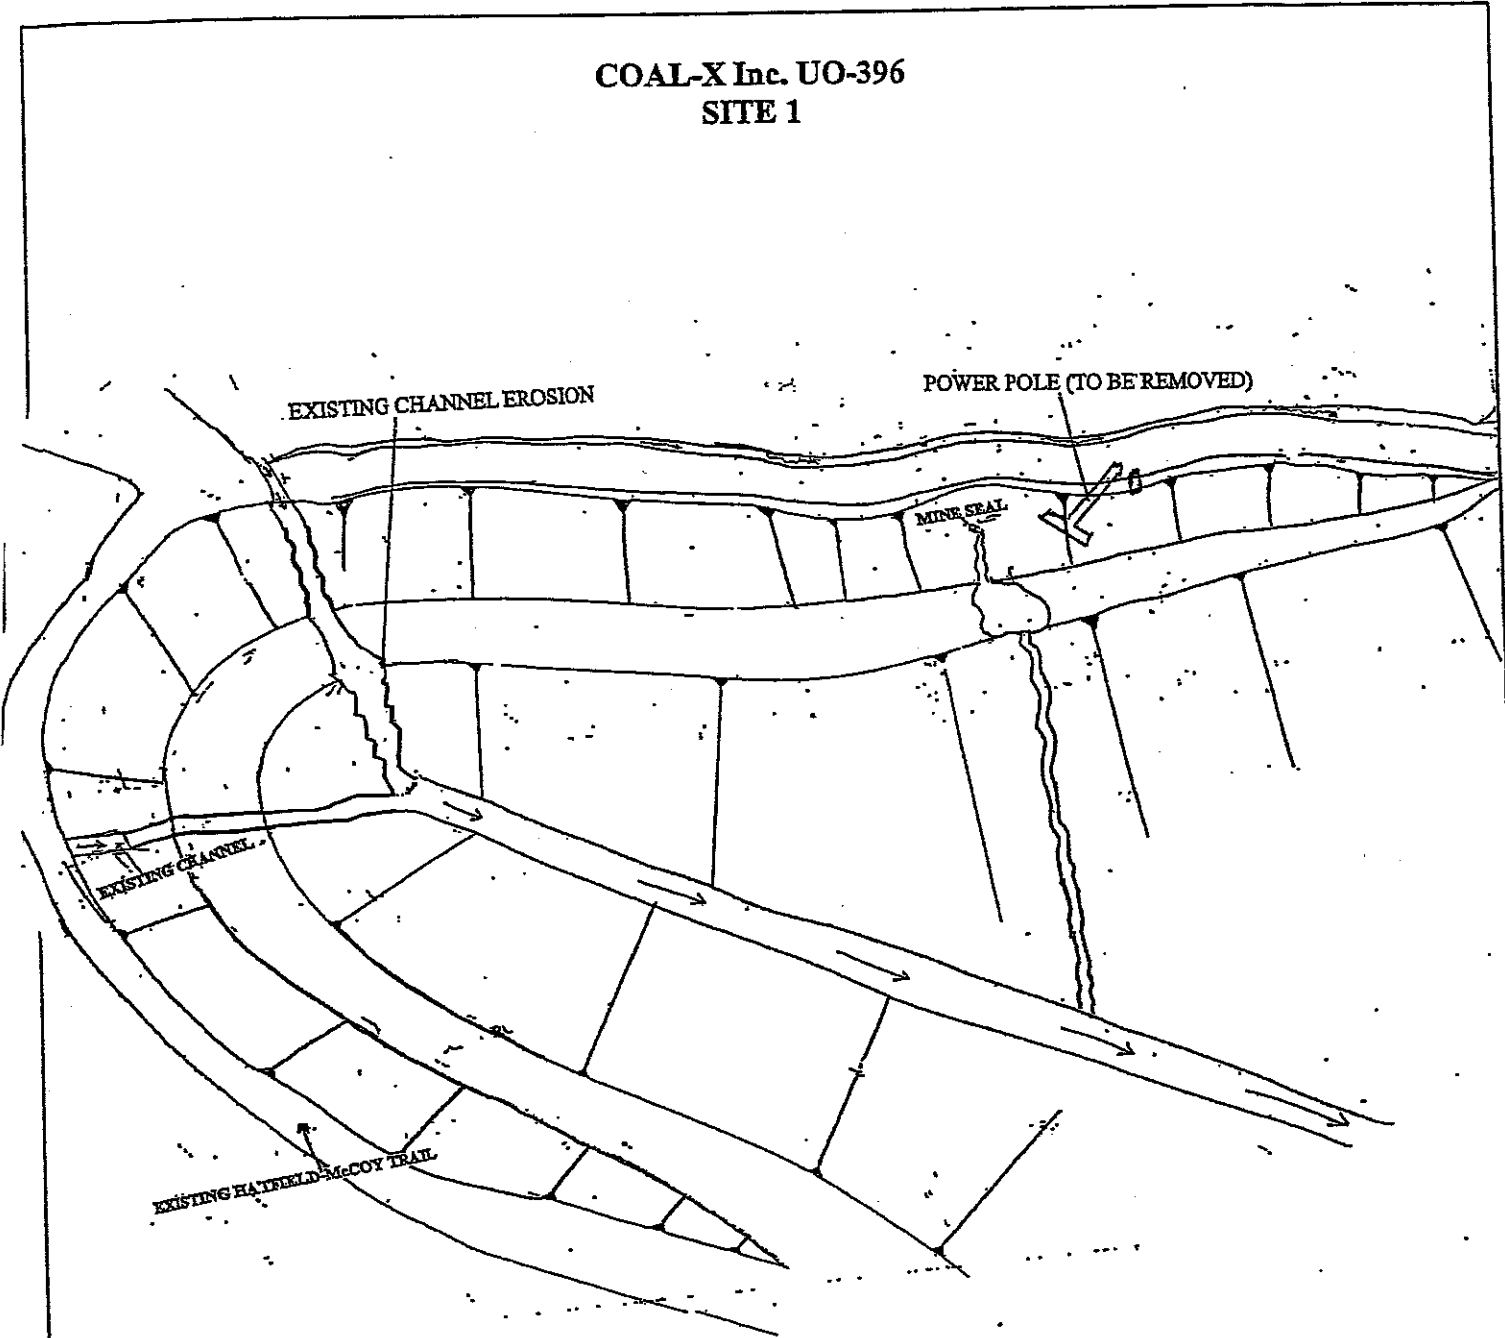 COAL-X Inc. UO-396
SITE 1
EXISTING CHANNEL EROSION
POWER POLE (TO BE REMOVED)
MINE SEAL
EXISTING CHANNEL
EXISTING HATFIELD-McCOY TRAIL